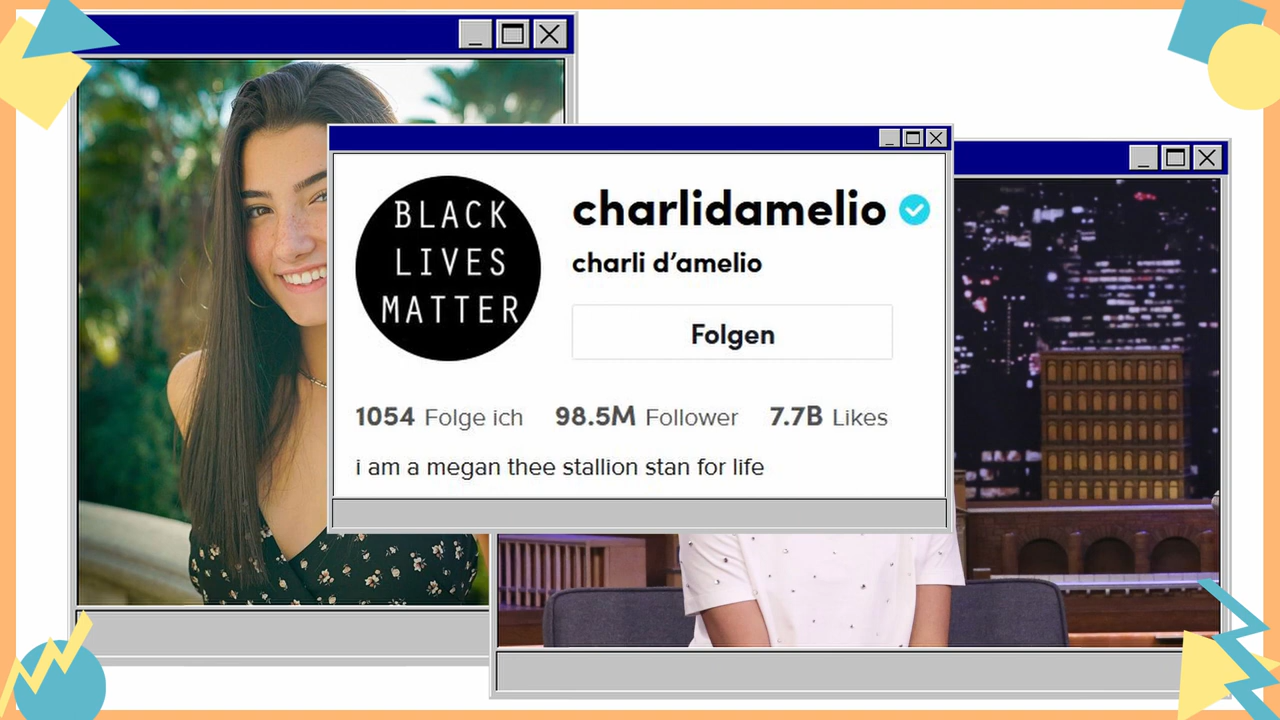 BLACK
LIVES
MATTER
charlidamelio
charli d’amelio
Folgen
1054 Folge ich 98.5M Follower 7.7B Likes
i am a megan thee stallion stan for life